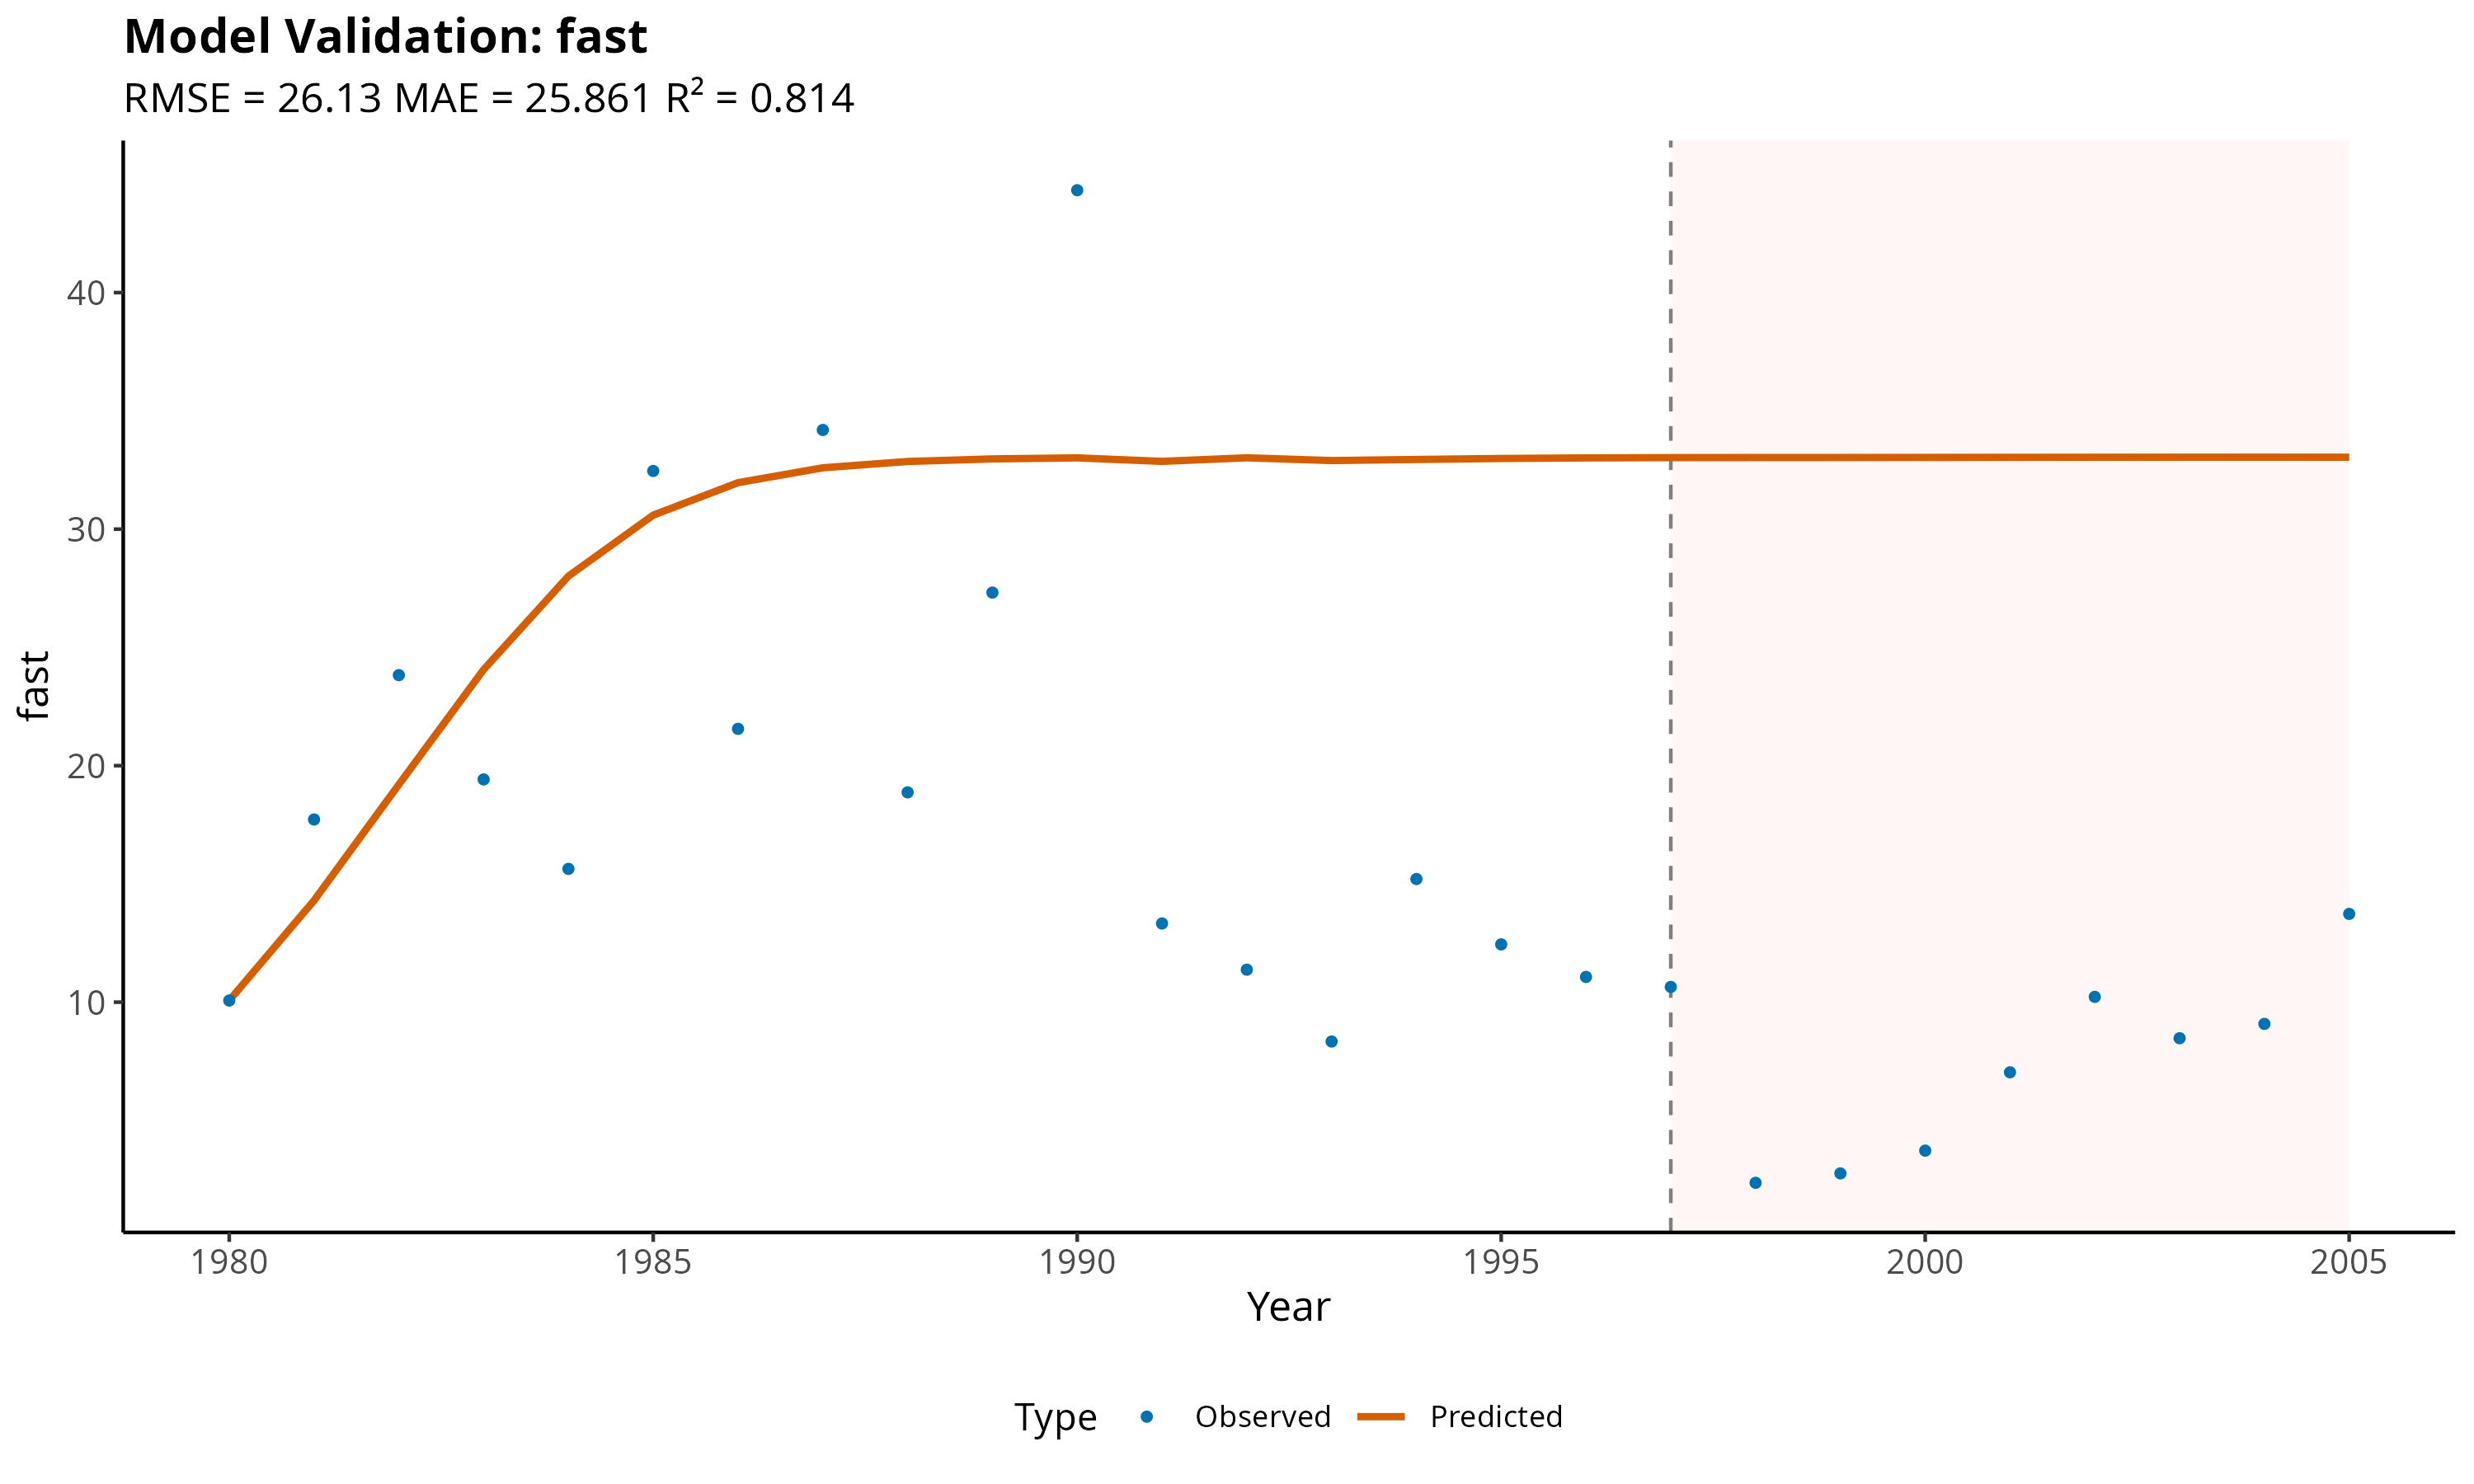 Model Validation: fast
RMSE = 26.13 MAE = 25.861 R² = 0.814
40
30
20
10
fast
1980 1985 1990 1995 2000 2005
Year
Type Observed Predicted